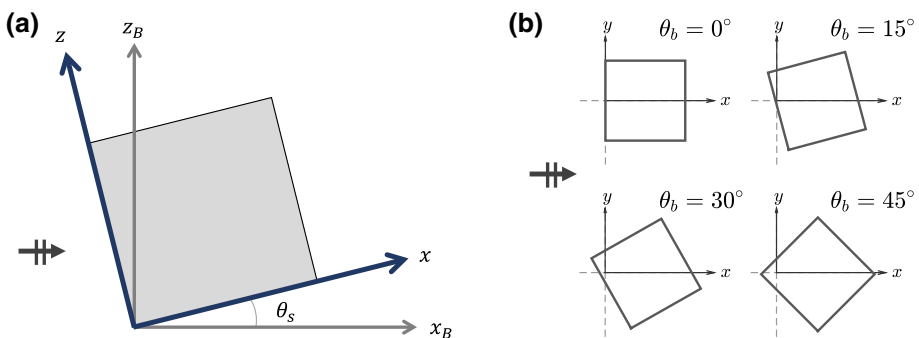 (a)
z
z_B
x
θ_s
x_B
(b)
y
θ_b = 0°
x
y
θ_b = 15°
x
y
θ_b = 30°
x
y
θ_b = 45°
x